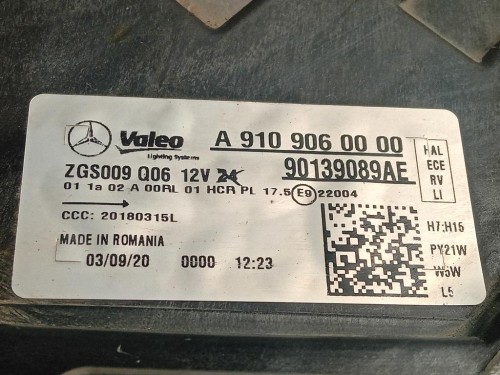 Valeo
Lighting Systems
A 910 906 00 00
ZGS009 Q06 12V 24
90139089AE
01 1a 02 A 00RL 01 HCR PL 17.5 E9 22004
CCC: 20180315L
MADE IN ROMANIA
03/09/20 0000 12:23
HAL
ECE
RV
LI
H7;H15
PY21W
W5W
L5